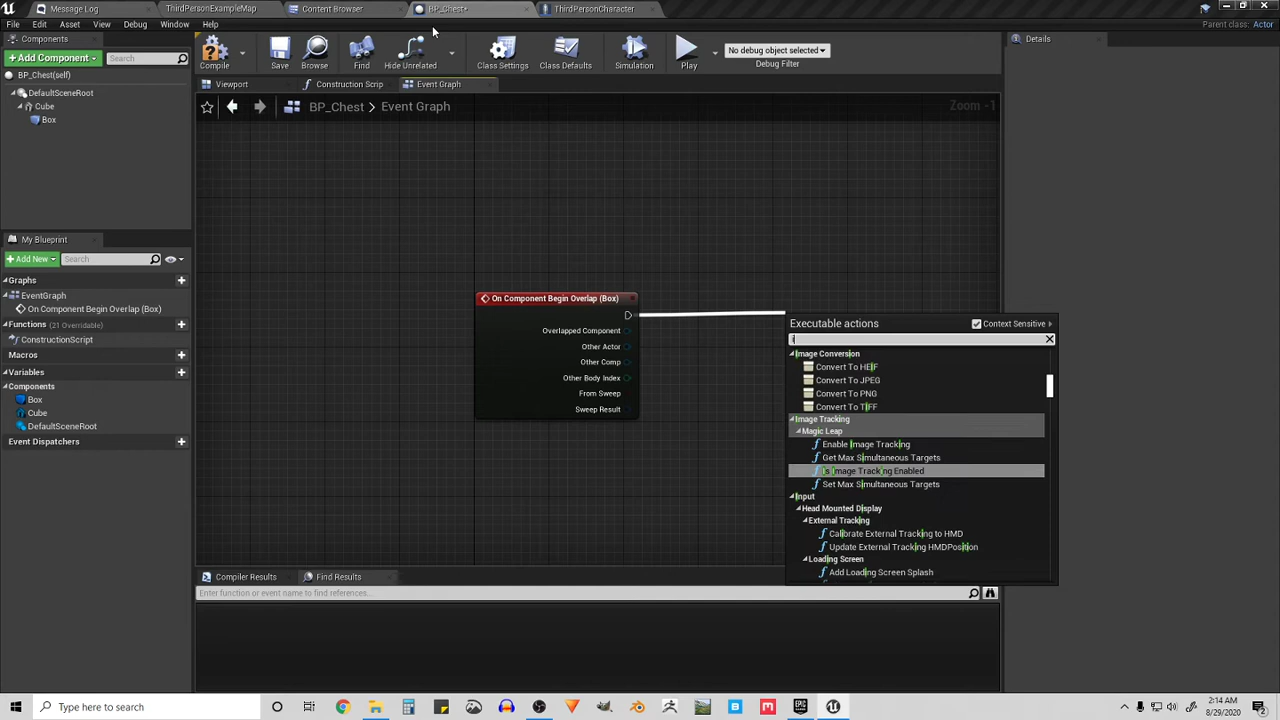 Message Log
ThirdPersonExampleMap
Content Browser
BP_Chest*
ThirdPersonCharacter
File Edit Asset View Debug Window Help
Parent class: Actor
Components
+Add Component
Search
BP_Chest(self)
DefaultSceneRoot
Cube
Box
Compile
Save
Browse
Find
Hide Unrelated
Class Settings
Class Defaults
Simulation
Play
No debug object selected
Debug Filter
Details
Viewport
Construction Scrip
Event Graph
BP_Chest > Event Graph
Zoom -1
My Blueprint
+Add New
Search
Graphs
EventGraph
On Component Begin Overlap (Box)
Functions (21 Overridable)
ConstructionScript
Macros
Variables
Components
Box
Cube
DefaultSceneRoot
Event Dispatchers
On Component Begin Overlap (Box)
Overlapped Component
Other Actor
Other Comp
Other Body Index
From Sweep
Sweep Result
Executable actions
Context Sensitive
i
Image Conversion
Convert To HEIF
Convert To JPEG
Convert To PNG
Convert To TIFF
Image Tracking
Magic Leap
Enable Image Tracking
Get Max Simultaneous Targets
Is Image Tracking Enabled
Set Max Simultaneous Targets
Input
Head Mounted Display
External Tracking
Calibrate External Tracking to HMD
Update External Tracking HMDPosition
Loading Screen
Add Loading Screen Splash
Compiler Results
Find Results
Enter function or event name to find references...
Type here to search
2:14 AM
8/29/2020